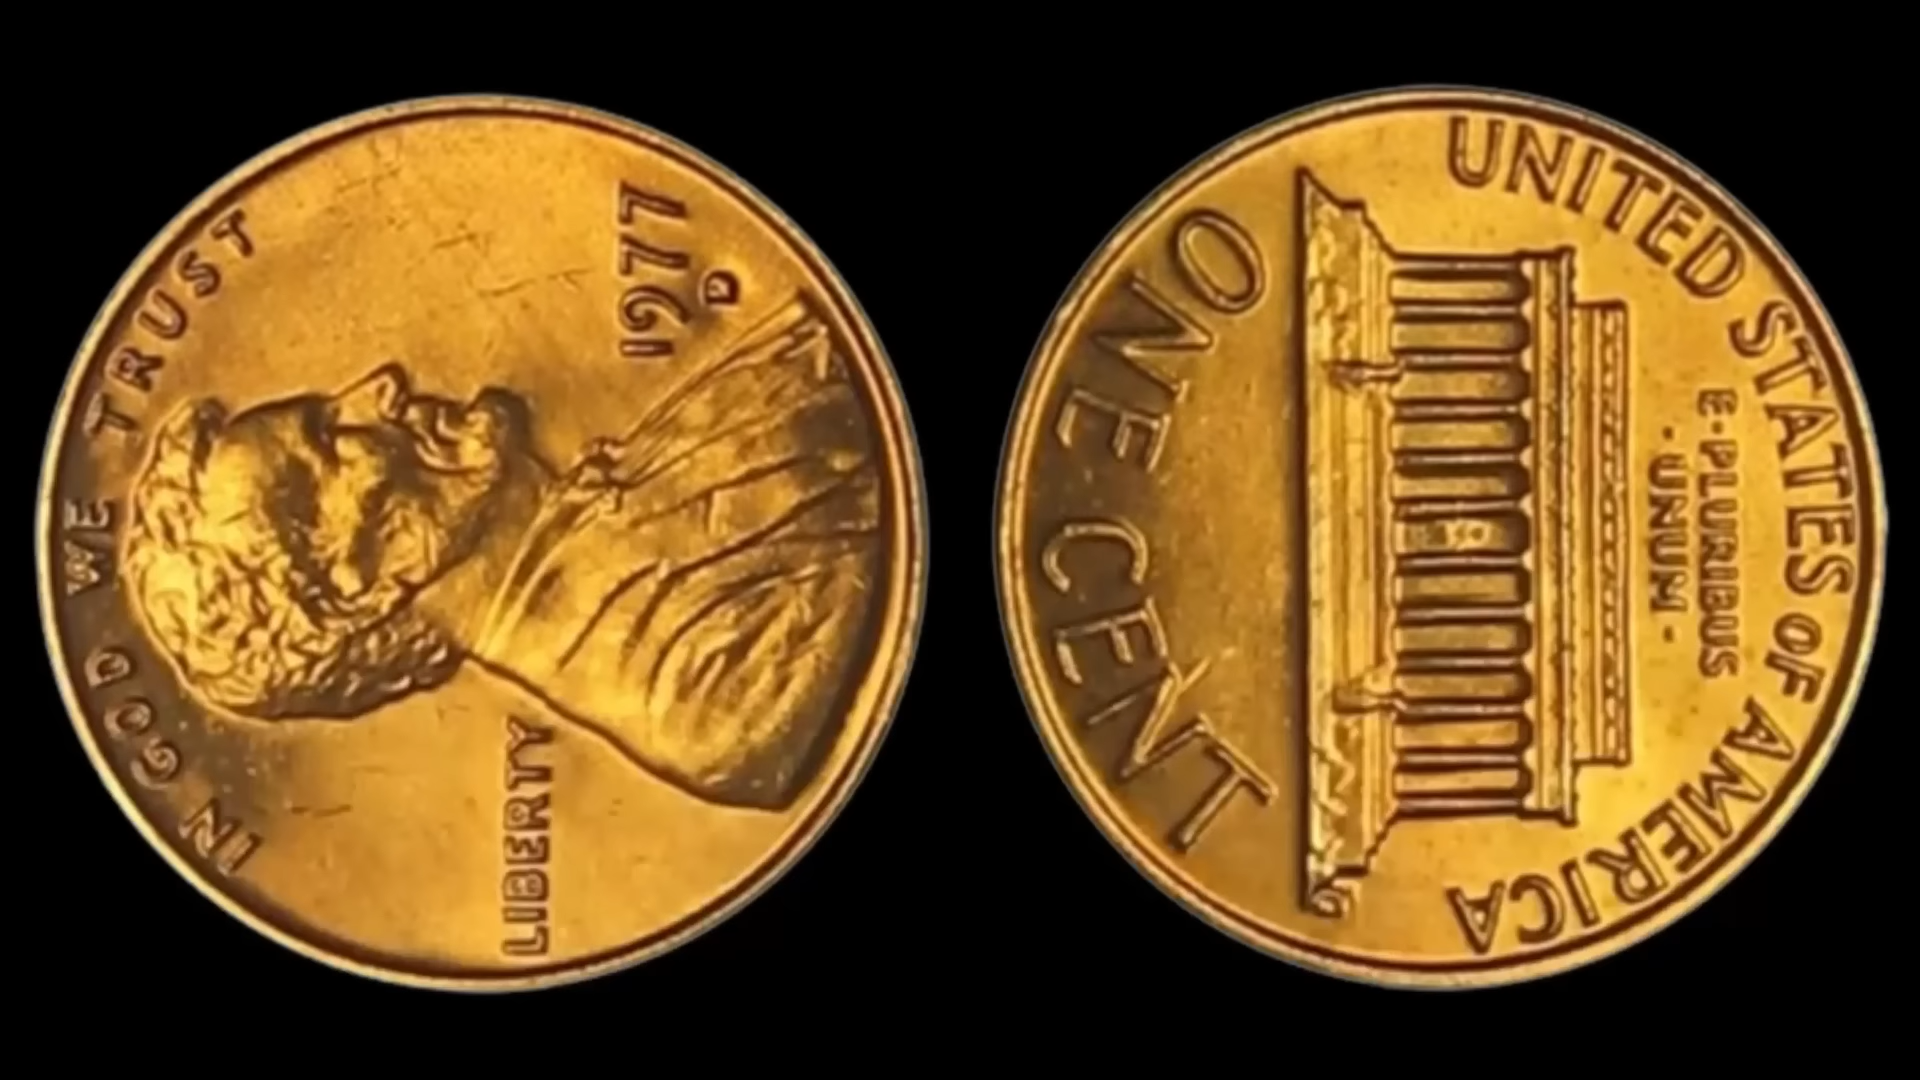 IN GOD WE TRUST
LIBERTY
1977
D
UNITED STATES OF AMERICA
E·PLURIBUS
·UNUM·
ONE CENT